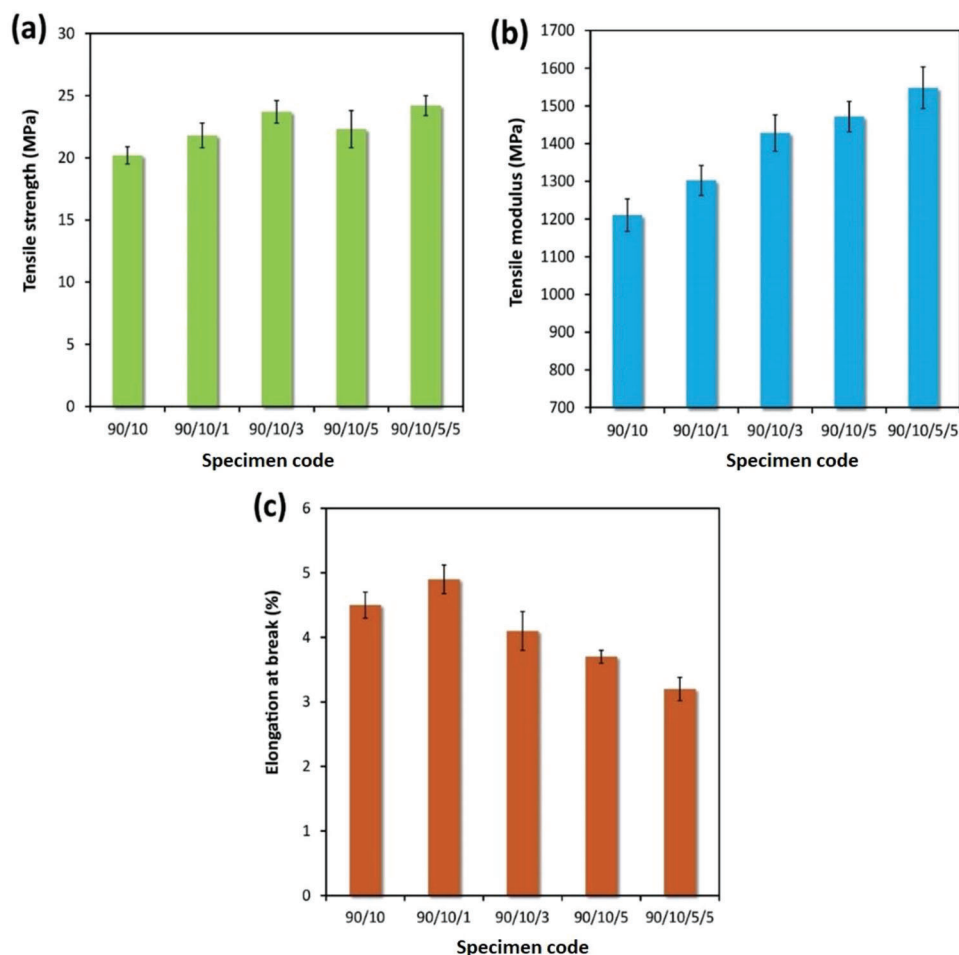 (a)
Tensile strength (MPa)
30
25
20
15
10
5
0
90/10 90/10/1 90/10/3 90/10/5 90/10/5/5
Specimen code
(b)
Tensile modulus (MPa)
1700
1600
1500
1400
1300
1200
1100
1000
900
800
700
90/10 90/10/1 90/10/3 90/10/5 90/10/5/5
Specimen code
(c)
Elongation at break (%)
6
5
4
3
2
1
0
90/10 90/10/1 90/10/3 90/10/5 90/10/5/5
Specimen code